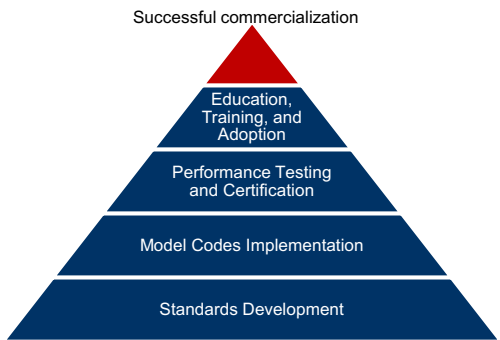 Successful commercialization
Education,
Training, and
Adoption
Performance Testing
and Certification
Model Codes Implementation
Standards Development